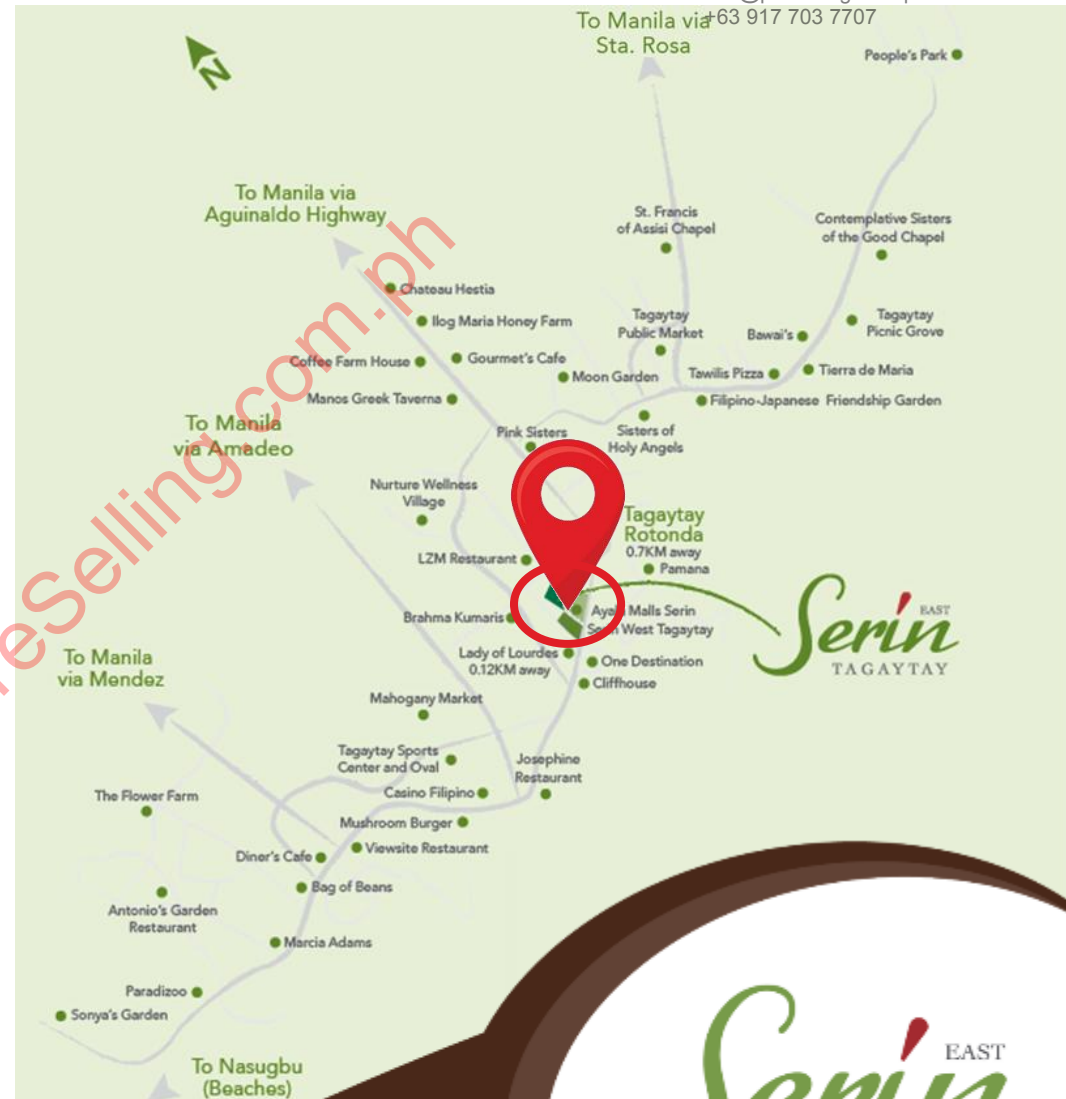 +63 917 703 7707
To Manila via
Sta. Rosa
People's Park
N
To Manila via
Aguinaldo Highway
St. Francis
of Assisi Chapel
Contemplative Sisters
of the Good Chapel
Chateau Hestia
Ilog Maria Honey Farm
Tagaytay
Public Market
Tagaytay
Picnic Grove
Bawai's
Coffee Farm House
Gourmet's Cafe
Moon Garden
Tawilis Pizza
Tierra de Maria
Manos Greek Taverna
Filipino-Japanese Friendship Garden
To Manila
via Amadeo
Pink Sisters
Sisters of
Holy Angels
Nurture Wellness
Village
Tagaytay
Rotonda
0.7KM away
Pamana
LZM Restaurant
Brahma Kumaris
Ayala Malls Serin
Serin West Tagaytay
Serin EAST
TAGAYTAY
Lady of Lourdes
0.12KM away
One Destination
Cliffhouse
To Manila
via Mendez
Mahogany Market
Tagaytay Sports
Center and Oval
Josephine
Restaurant
Casino Filipino
The Flower Farm
Mushroom Burger
Viewsite Restaurant
Diner's Cafe
Bag of Beans
Antonio's Garden
Restaurant
Marcia Adams
Paradizoo
Sonya's Garden
To Nasugbu
(Beaches)
Serin EAST
eSelling.com.ph